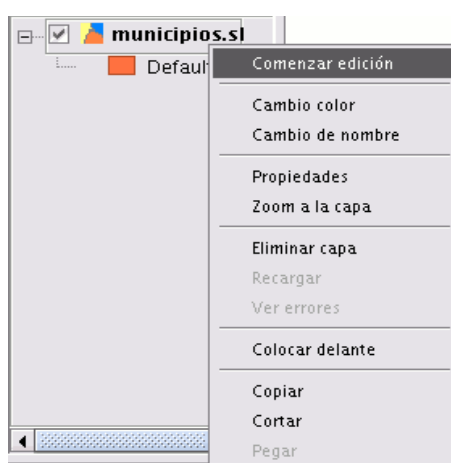 municipios.sl
Default
Comenzar edición
Cambio color
Cambio de nombre
Propiedades
Zoom a la capa
Eliminar capa
Recargar
Ver errores
Colocar delante
Copiar
Cortar
Pegar